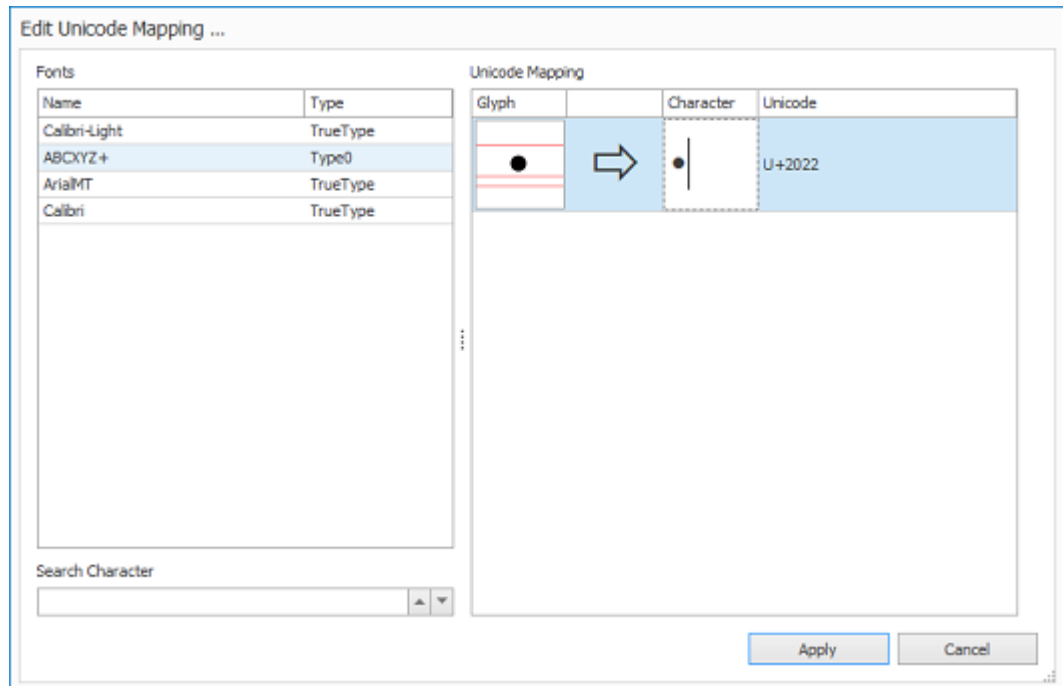 Edit Unicode Mapping ...
Fonts
Name Type
Calibri-Light TrueType
ABCXYZ+ Type0
ArialMT TrueType
Calibri TrueType
Search Character
Unicode Mapping
Glyph Character Unicode
• • U+2022
Apply Cancel